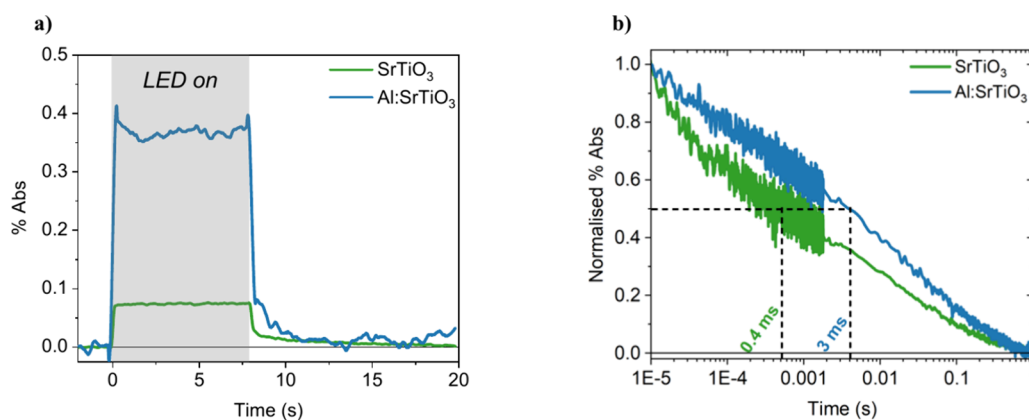 a)
0.5
0.4
0.3
0.2
0.1
0.0
% Abs
LED on
SrTiO3
Al:SrTiO3
0
5
10
15
20
Time (s)
b)
1.0
0.8
0.6
0.4
0.2
0.0
Normalised % Abs
SrTiO3
Al:SrTiO3
0.4 ms
3 ms
1E-5
1E-4
0.001
0.01
0.1
Time (s)